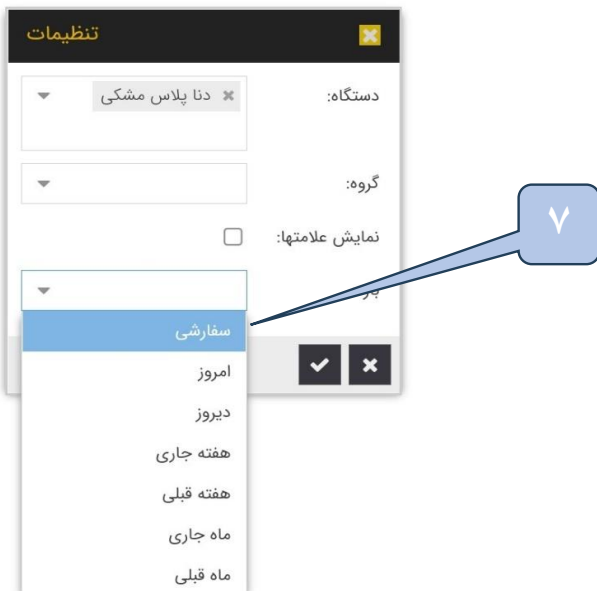 تنظیمات
دستگاه:
دنا پلاس مشکی
گروه:
نمایش علامتها:
۷
سفارشی
امروز
دیروز
هفته جاری
هفته قبلی
ماه جاری
ماه قبلی